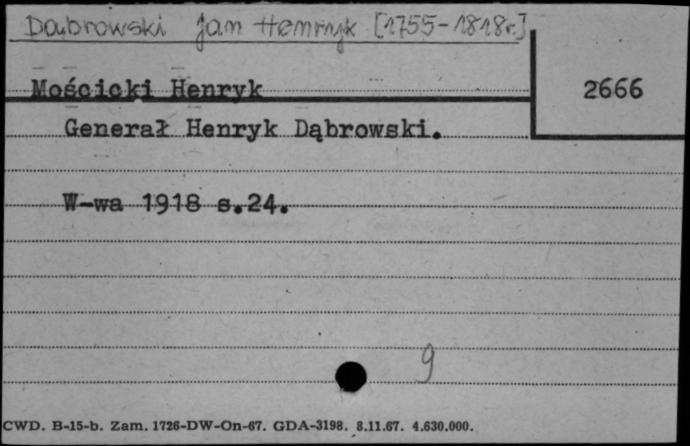 Dąbrowski Jan Henryk [1755-1818r.]
Mościcki Henryk
2666
Generał Henryk Dąbrowski.
W-wa 1918 s.24.
9
CWD. B-15-b. Zam. 1726-DW-On-67. GDA-3198. 8.11.67. 4.630.000.